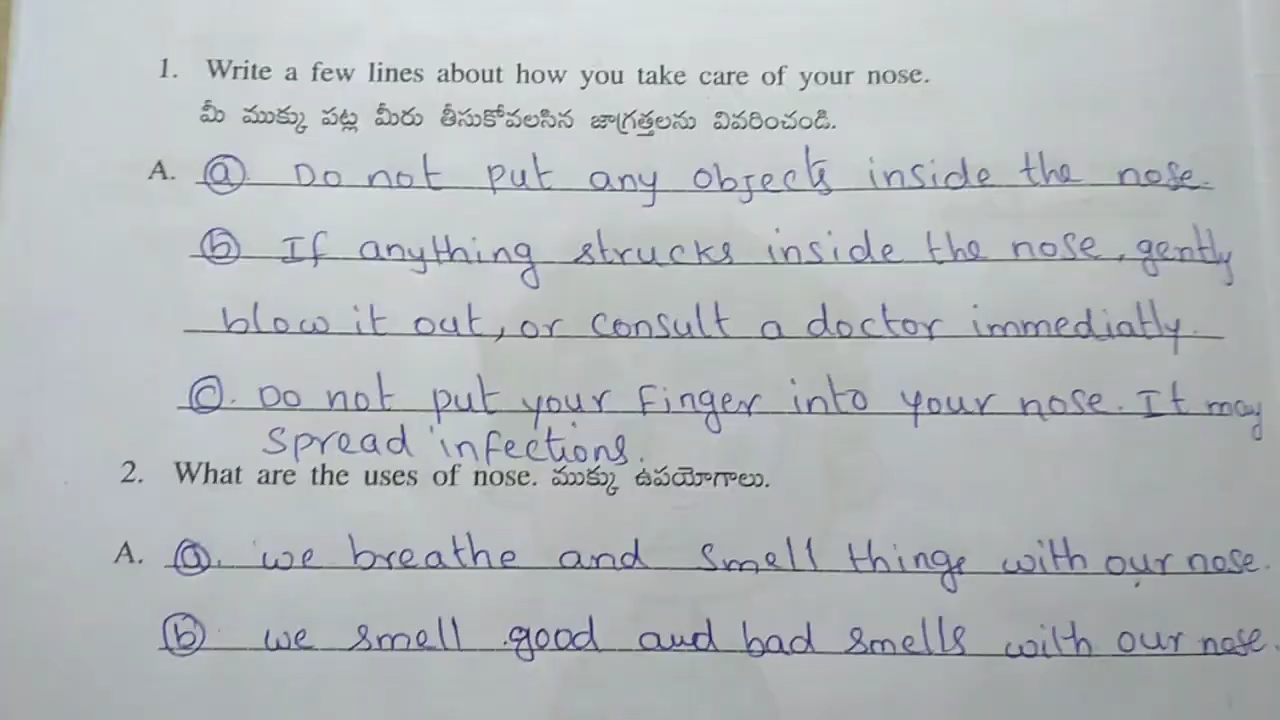 1. Write a few lines about how you take care of your nose.
మీ ముక్కు పట్ల మీరు తీసుకోవలసిన జాగ్రత్తలను వివరించండి.
A. ⓐ Do not put any objects inside the nose.
ⓑ If anything strucks inside the nose, gently
blow it out, or consult a doctor immediatly.
ⓒ. Do not put your finger into your nose. It may
spread infections.
2. What are the uses of nose. ముక్కు ఉపయోగాలు.
A. ⓐ. we breathe and smell things with our nose.
ⓑ we smell good and bad smells with our nose.